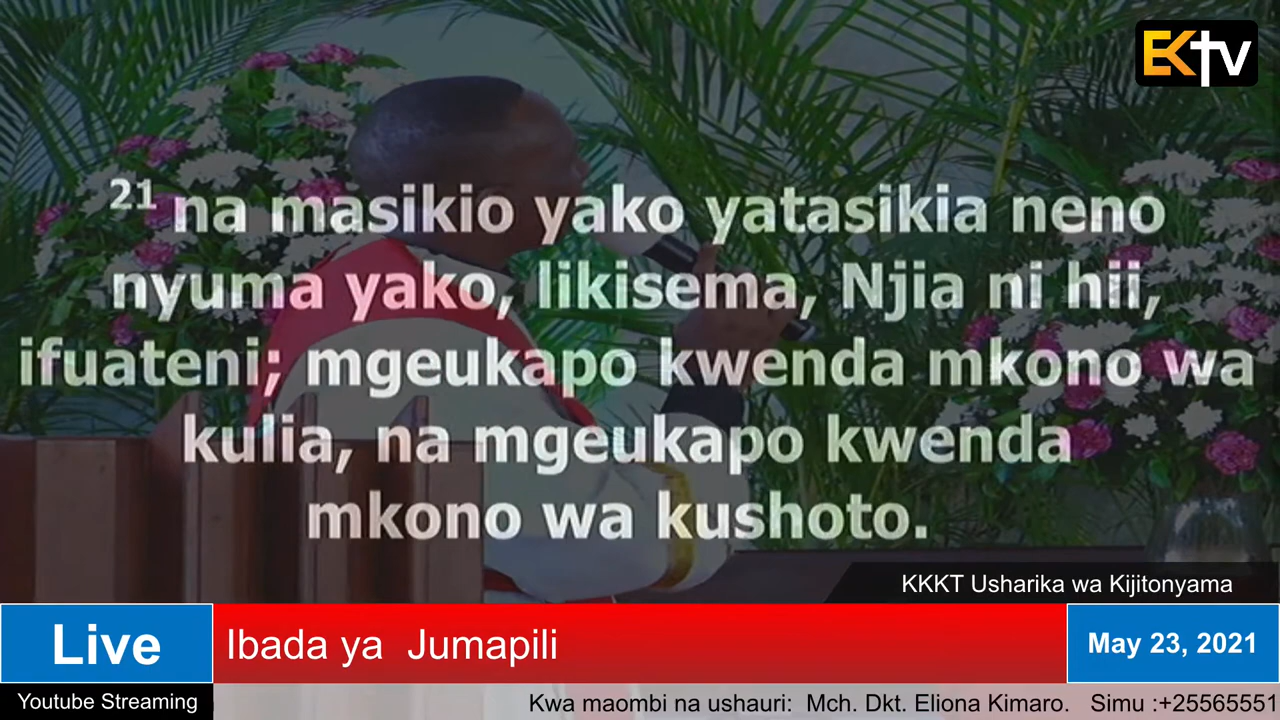 EKTV
21 na masikio yako yatasikia neno
nyuma yako, likisema, Njia ni hii,
ifuateni; mgeukapo kwenda mkono wa
kulia, na mgeukapo kwenda
mkono wa kushoto.
KKKT Usharika wa Kijitonyama
Live
Ibada ya Jumapili
May 23, 2021
Youtube Streaming
Kwa maombi na ushauri: Mch. Dkt. Eliona Kimaro. Simu :+25565551